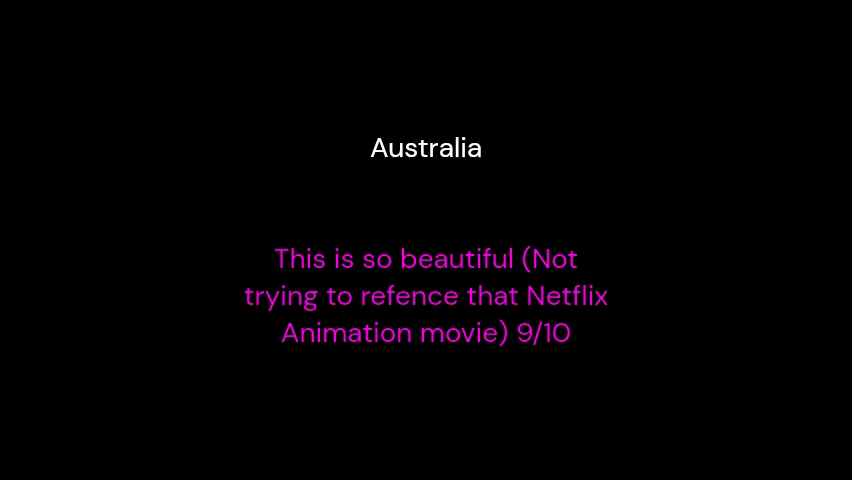 Australia
This is so beautiful (Not
trying to refence that Netflix
Animation movie) 9/10